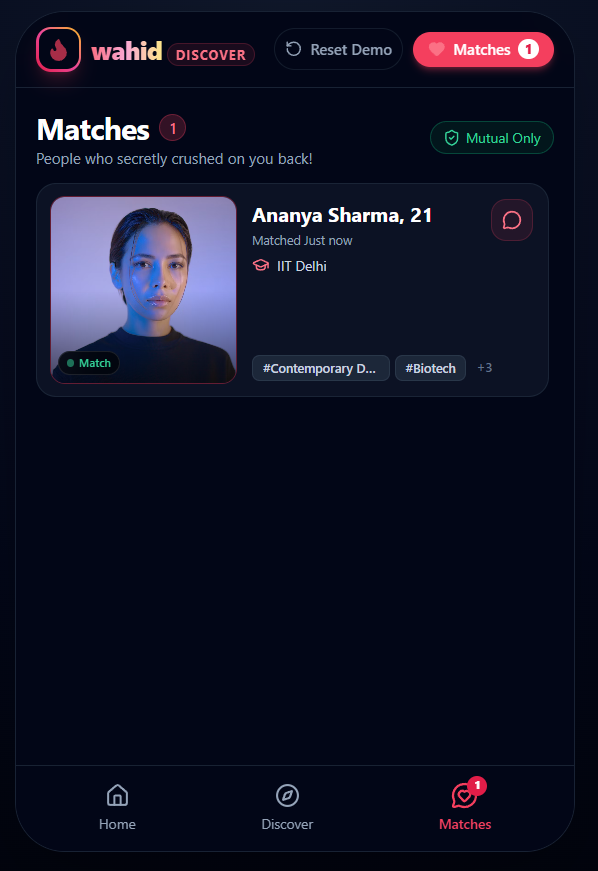 wahid DISCOVER Reset Demo Matches 1
Matches 1
Mutual Only
People who secretly crushed on you back!
Ananya Sharma, 21
Matched Just now
IIT Delhi
Match
#Contemporary D... #Biotech +3
1
Home Discover Matches